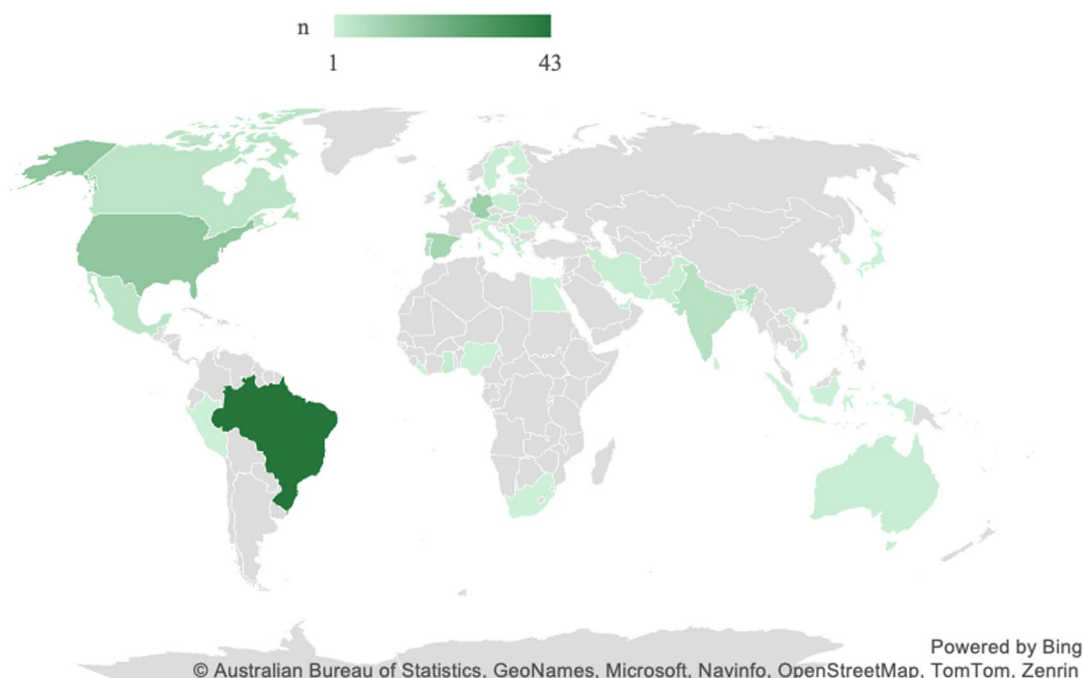 n
1 43
Powered by Bing
© Australian Bureau of Statistics, GeoNames, Microsoft, Navinfo, OpenStreetMap, TomTom, Zenrin